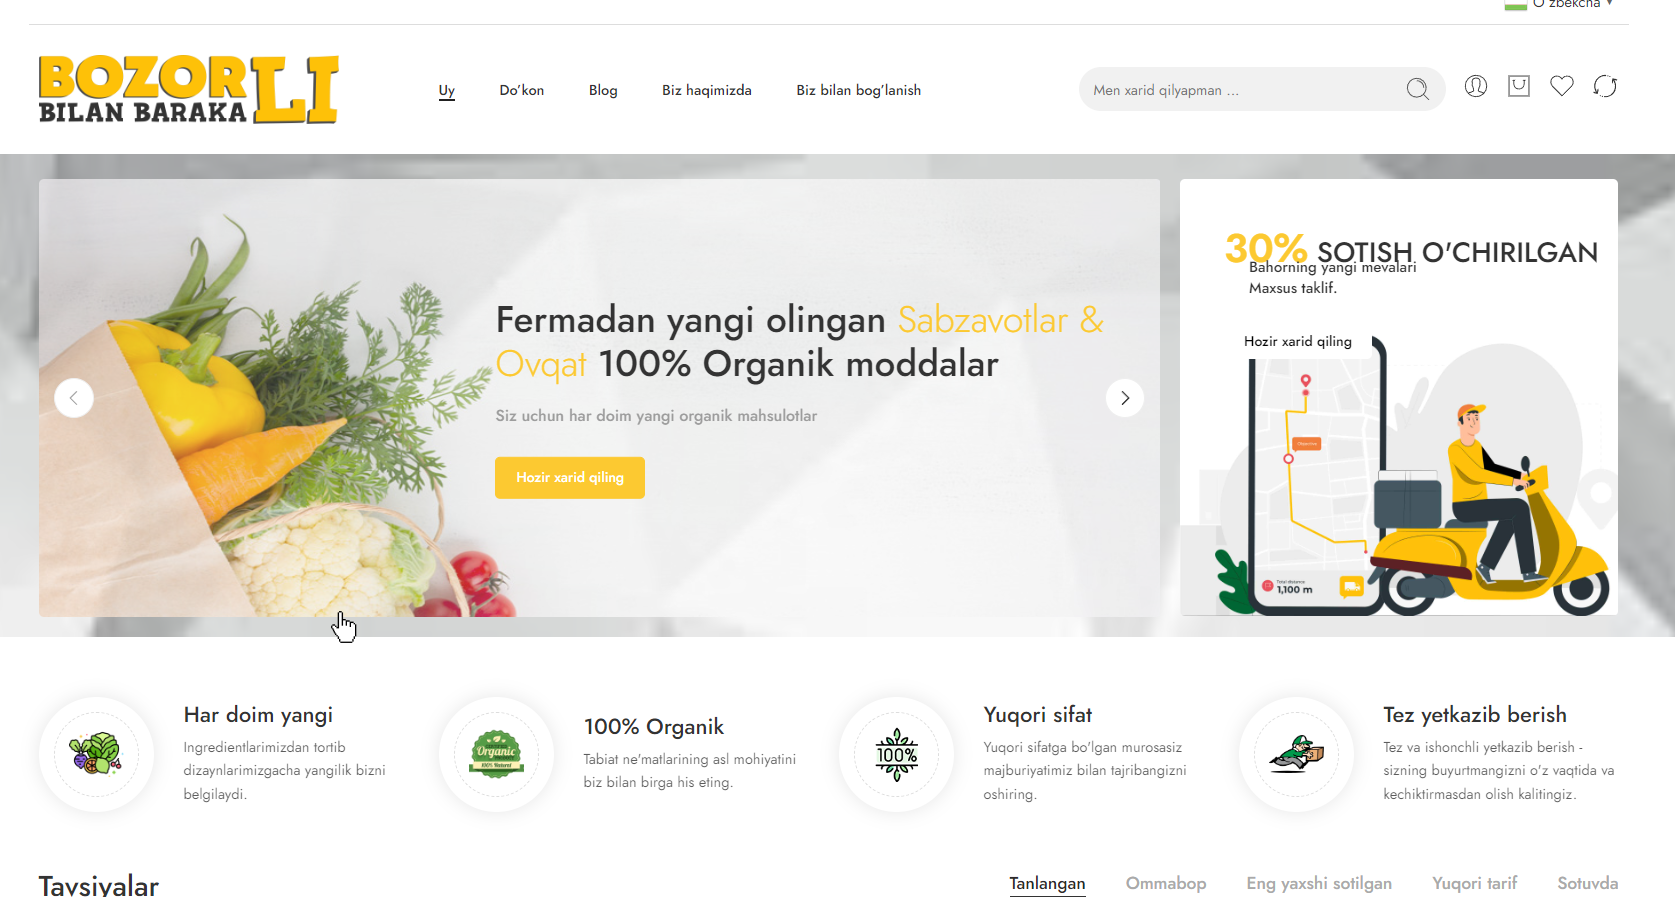 O'zbekcha
BOZORLI
BILAN BARAKA
Uy
Do'kon
Blog
Biz haqimizda
Biz bilan bog'lanish
Men xarid qilyapman ...
Fermadan yangi olingan Sabzavotlar &
Ovqat 100% Organik moddalar
Siz uchun har doim yangi organik mahsulotlar
Hozir xarid qiling
30% SOTISH O'CHIRILGAN
Bahorning yangi mevalari
Maxsus taklif.
Hozir xarid qiling
Total distance
1,100 m
Har doim yangi
Ingredientlarimizdan tortib
dizaynlarimizgacha yangilik bizni
belgilaydi.
Organic
100% Natural
100% Organik
Tabiat ne'matlarining asl mohiyatini
biz bilan birga his eting.
100%
Yuqori sifat
Yuqori sifatga bo'lgan murosasiz
majburiyatimiz bilan tajribangizni
oshiring.
Tez yetkazib berish
Tez va ishonchli yetkazib berish -
sizning buyurtmangizni o'z vaqtida va
kechiktirmasdan olish kalitingiz.
Tavsiyalar
Tanlangan
Ommabop
Eng yaxshi sotilgan
Yuqori tarif
Sotuvda